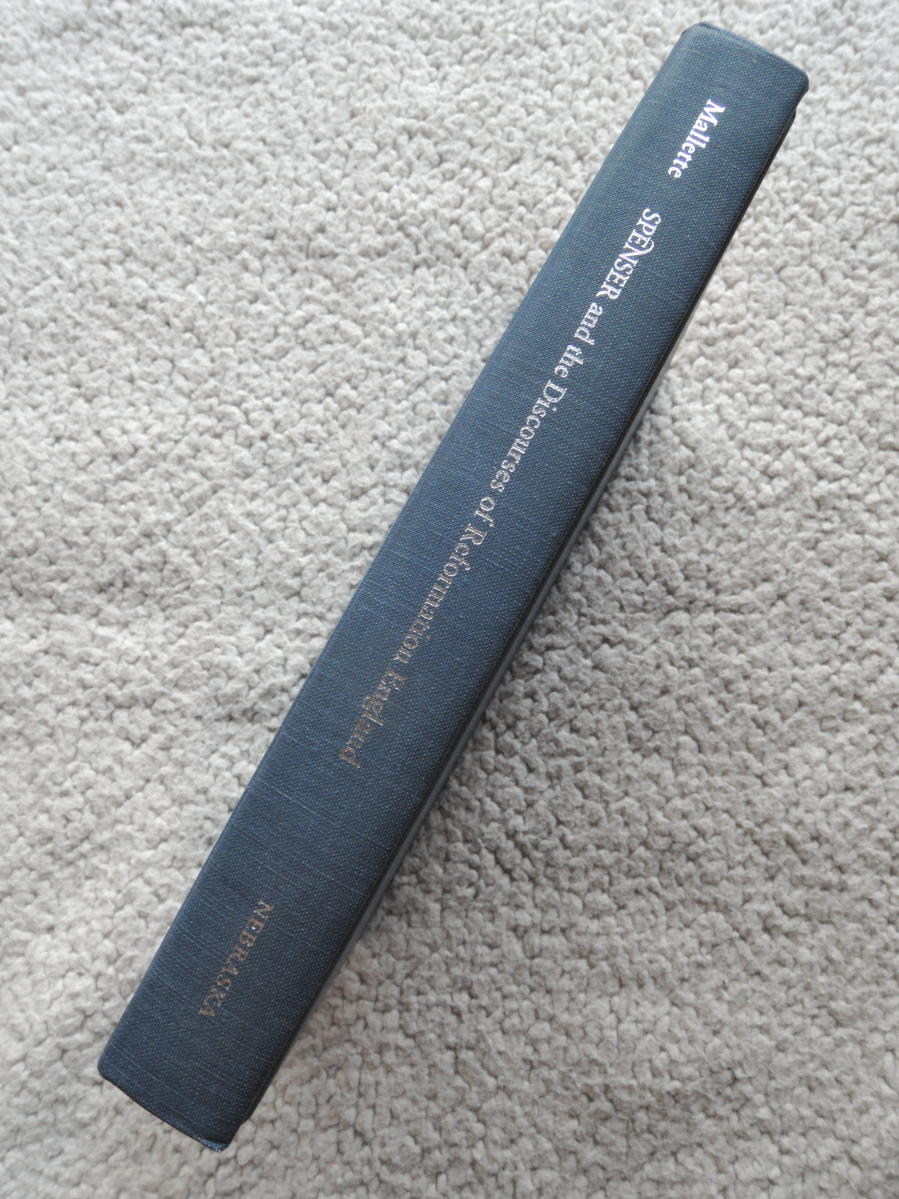 Mallette
SPENSER and the Discourses of Reformation England
NEBRASKA